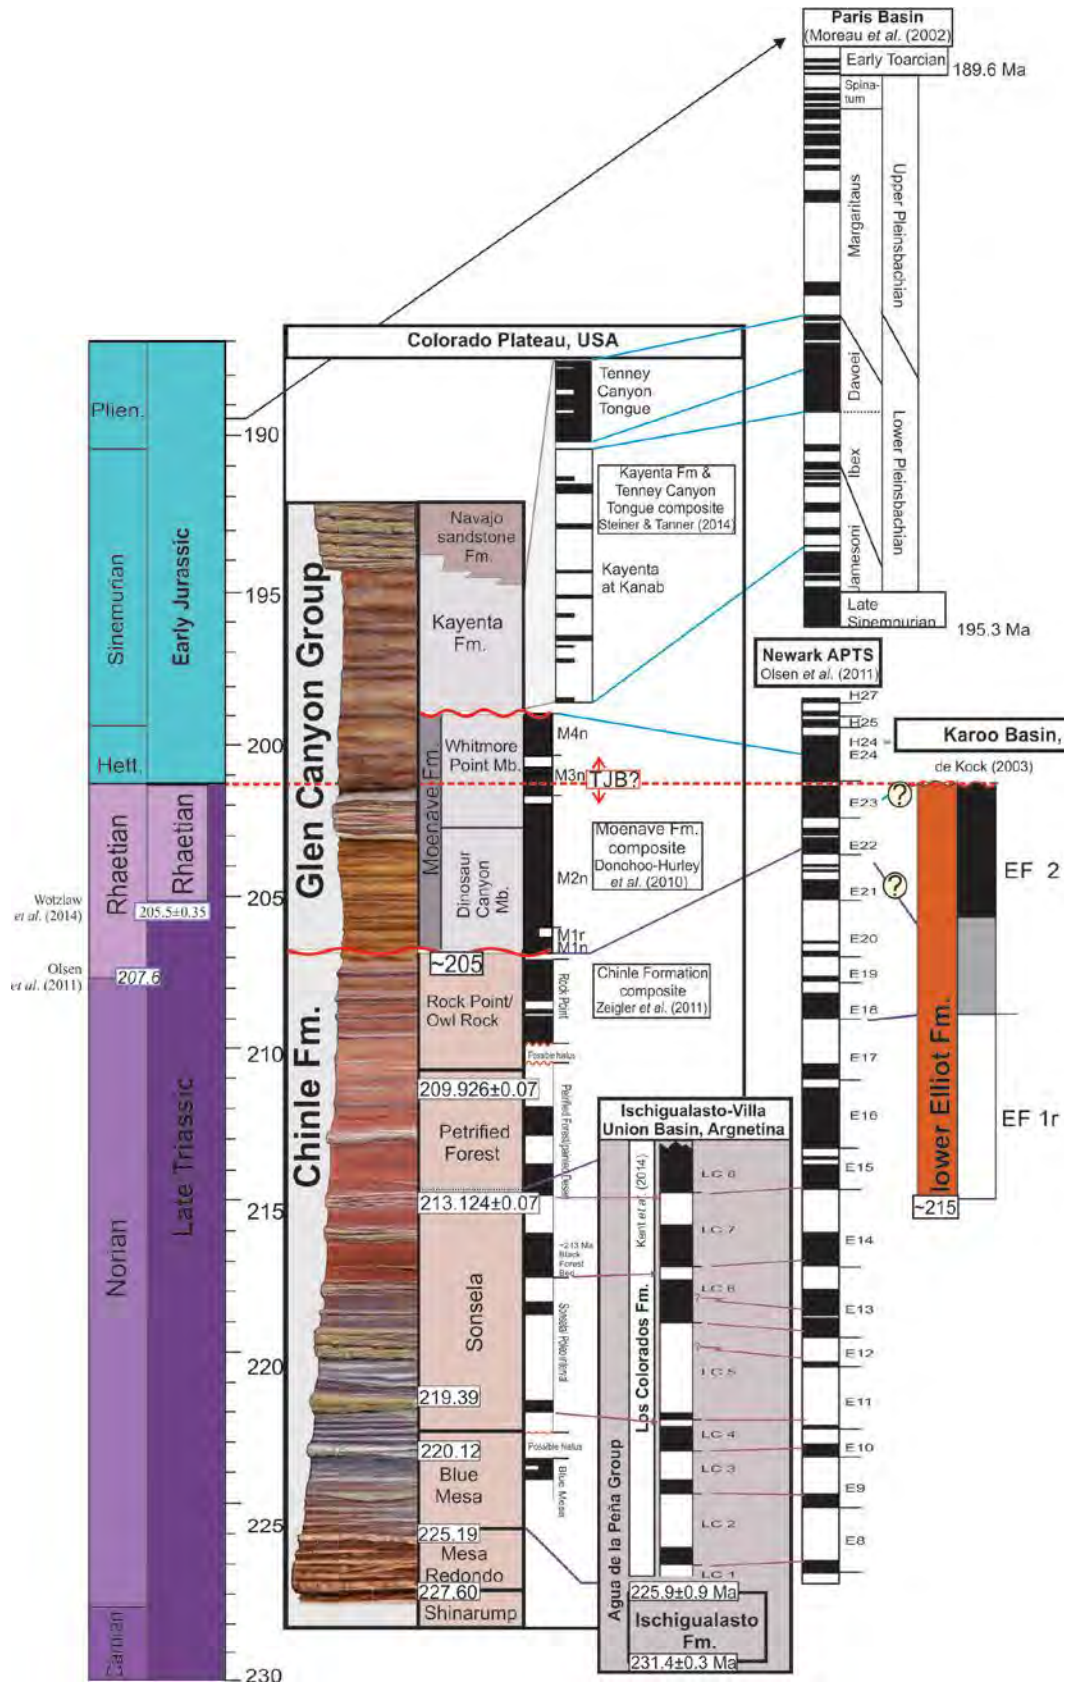 Paris Basin
(Moreau et al. (2002)
Early Toarcian
189.6 Ma
Spina-
tum
Margaritaus
Upper Pleinsbachian
Davoei
Lower Pleinsbachian
Ibex
Jamesoni
Late
Sinemourian
195.3 Ma
Colorado Plateau, USA
Tenney
Canyon
Tongue
Kayenta Fm &
Tenney Canyon
Tongue composite
Steiner & Tanner (2014)
Kayenta
at Kanab
Plien.
Sinemurian
Hett.
Early Jurassic
Rhaetian
Rhaetian
Norian
Late Triassic
Carnian
Wotzlaw
et al. (2014)
205.5±0.35
Olsen
et al. (2011)
207.6
190
195
200
205
210
215
220
225
230
Glen Canyon Group
Chinle Fm.
Navajo
sandstone
Fm.
Kayenta
Fm.
Moenave Fm.
Whitmore
Point Mb.
Dinosaur
Canyon
Mb.
M4n
M3n
TJB?
M2n
M1r
M1n
Moenave Fm.
composite
Donohoo-Hurley
et al. (2010)
~205
Rock Point/
Owl Rock
Rock Point
Chinle Formation
composite
Zeigler et al. (2011)
Possible hiatus
209.926±0.07
Petrified
Forest
213.124±0.07
~213 Ma
Black
Forest
Bed
Sonsela
219.39
220.12
Possible hiatus
Blue
Mesa
Blue Mesa
225.19
Mesa
Redondo
227.60
Shinarump
Ischigualasto-Villa
Union Basin, Argnetina
Agua de la Peña Group
Los Colorados Fm.
Kent et al. (2014)
LC 8
LC 7
LC 6
LC 5
LC 4
LC 3
LC 2
LC 1
225.9±0.9 Ma
Ischigualasto
Fm.
231.4±0.3 Ma
Newark APTS
Olsen et al. (2011)
H27
H25
H24 =
E24
E23
E22
E21
E20
E19
E18
E17
E16
E15
E14
E13
E12
E11
E10
E9
E8
Karoo Basin,
de Kock (2003)
?
?
lower Elliot Fm.
~215
EF 2
EF 1r